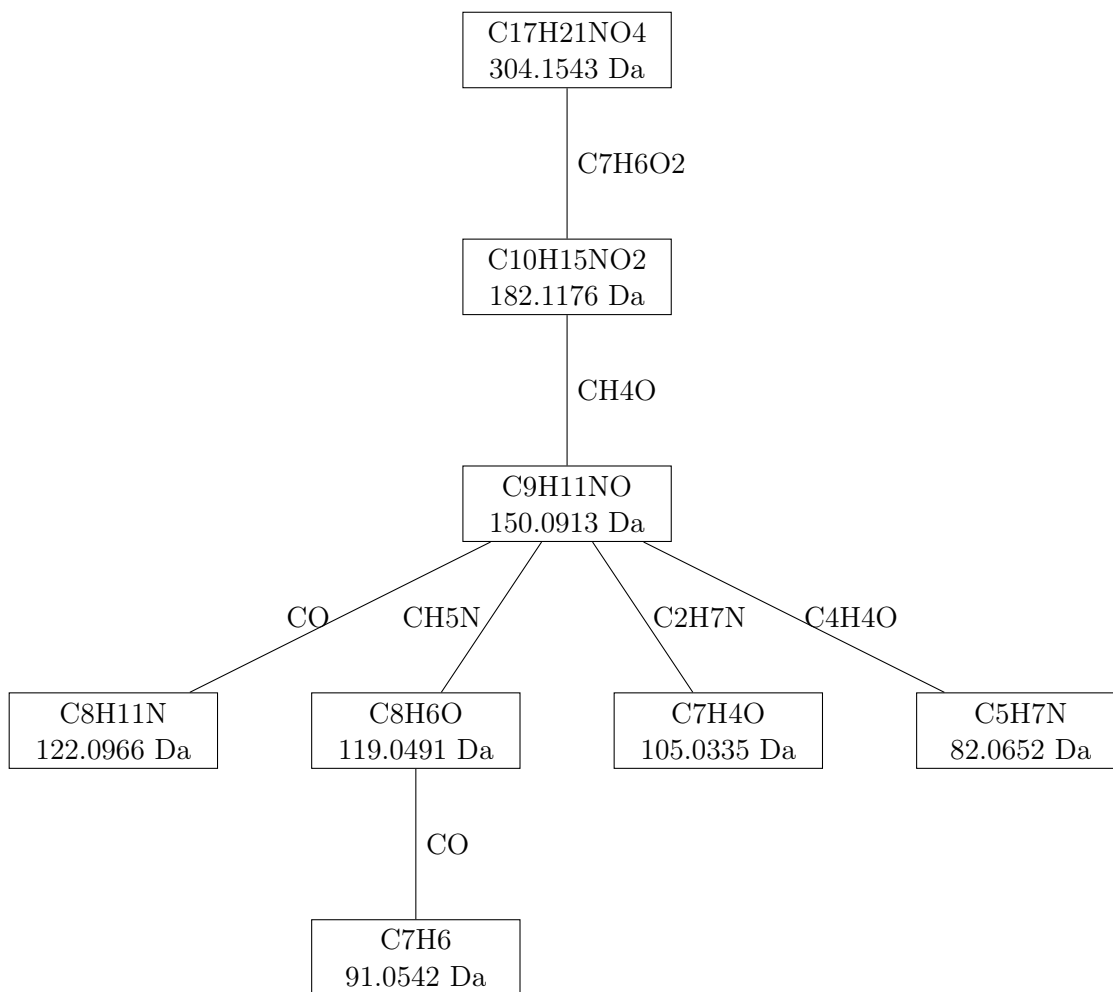 C17H21NO4
304.1543 Da
C7H6O2
C10H15NO2
182.1176 Da
CH4O
C9H11NO
150.0913 Da
CO
CH5N
C2H7N
C4H4O
C8H11N
122.0966 Da
C8H6O
119.0491 Da
C7H4O
105.0335 Da
C5H7N
82.0652 Da
CO
C7H6
91.0542 Da